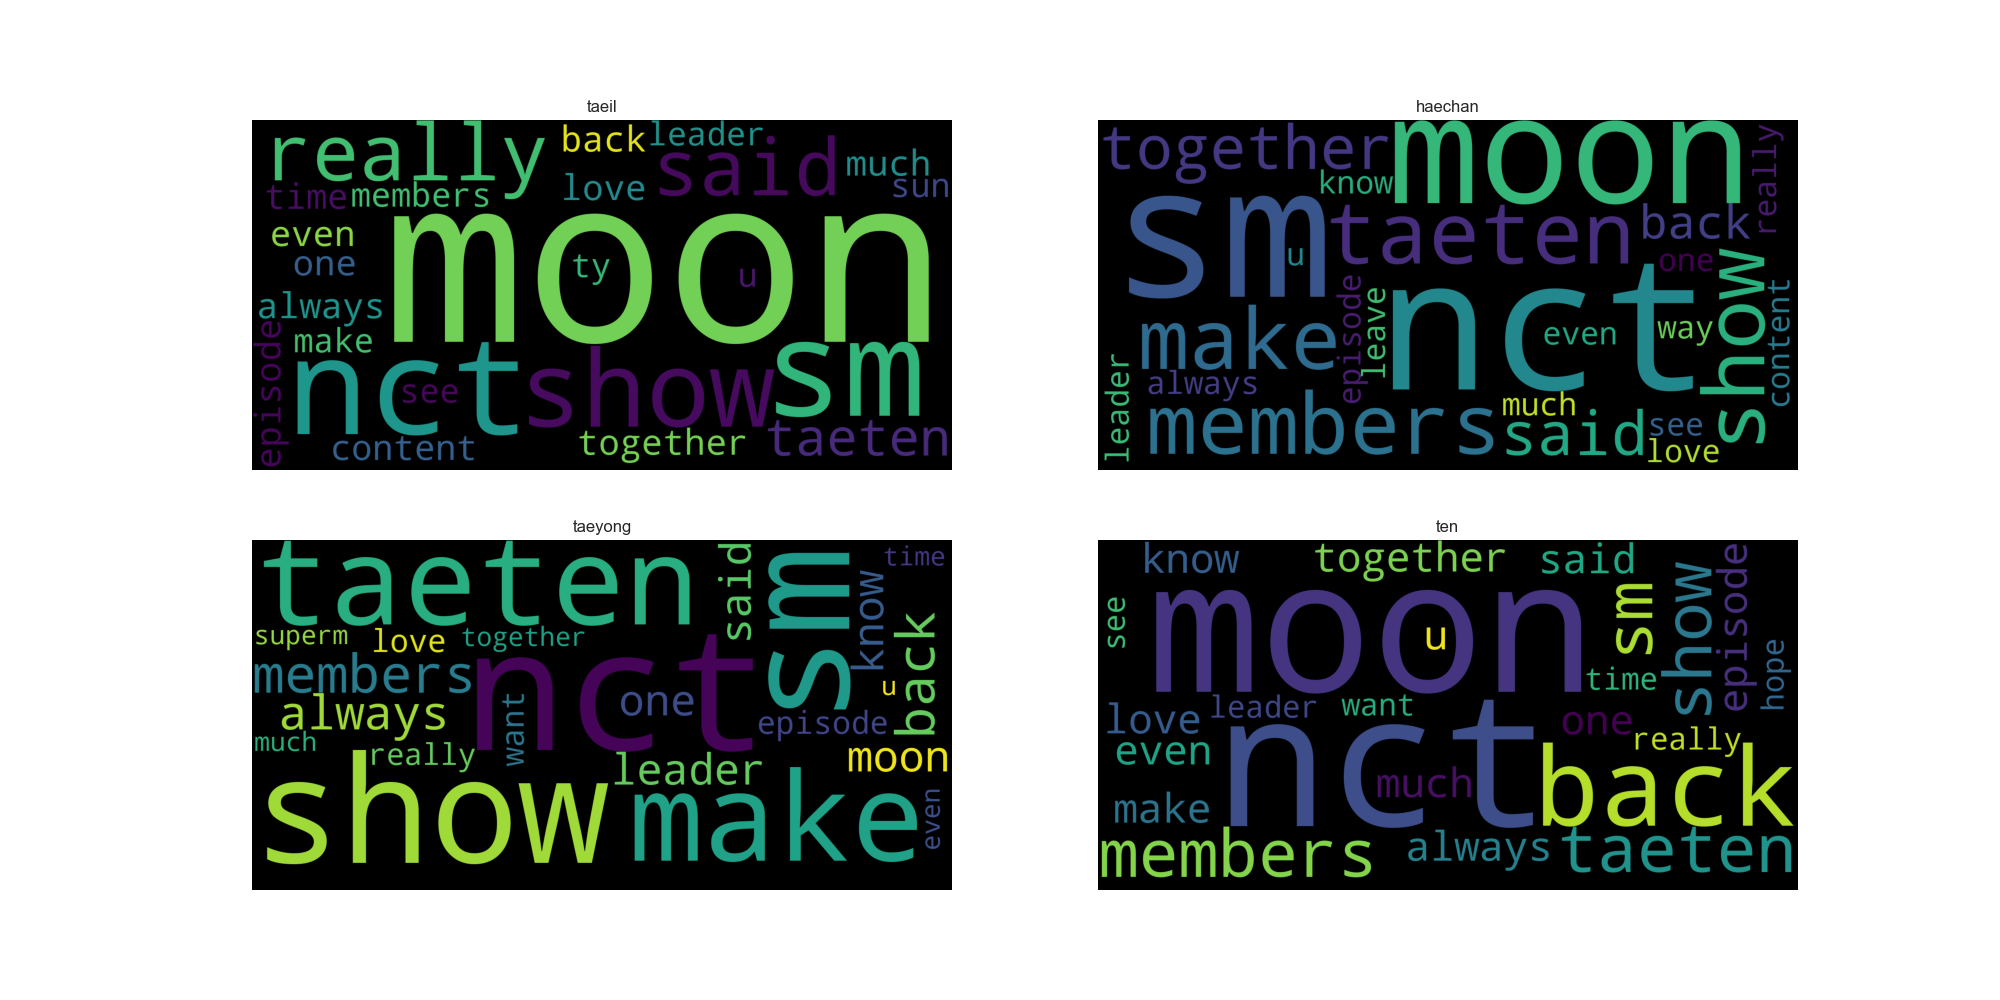 taeil
really
back
leader
said
much
sun
time
members
love
moon
even
one
ty
u
always
make
episode
nct
see
show
sm
content
together
taeten
haechan
together
moon
really
know
sm
u
taeten
back
one
show
make
episode
leave
nct
even
way
content
leader
always
members
much
said
see
love
taeyong
taeten
said
sm
time
know
superm
love
together
back
members
nct
one
u
always
want
episode
much
really
leader
moon
show
make
even
ten
know
together
said
show
episode
see
moon
u
sm
time
hope
love
leader
want
one
even
nct
really
much
back
make
members
always
taeten